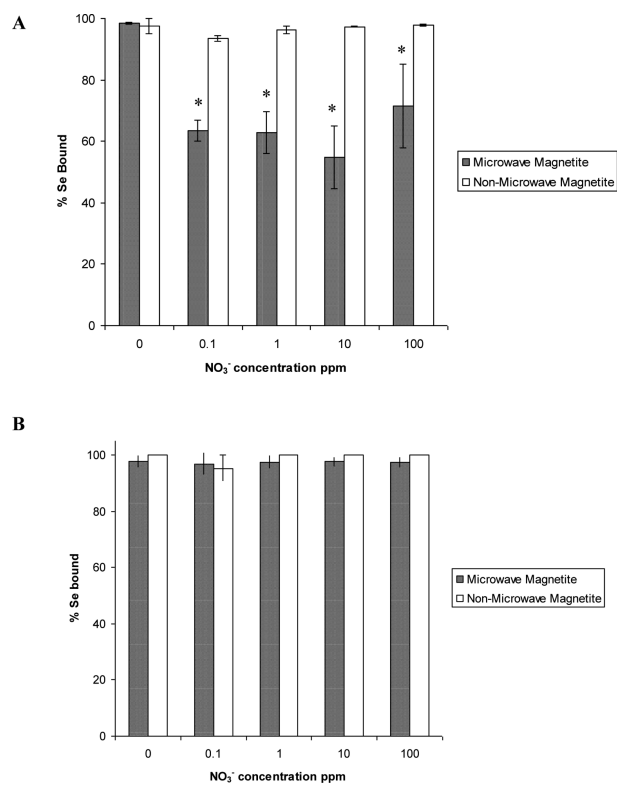 A
% Se Bound
100
80
60
40
20
0
* * * *
0 0.1 1 10 100
NO₃⁻ concentration ppm
Microwave Magnetite
Non-Microwave Magnetite
B
% Se bound
100
80
60
40
20
0
0 0.1 1 10 100
NO₃⁻ concentration ppm
Microwave Magnetite
Non-Microwave Magnetite